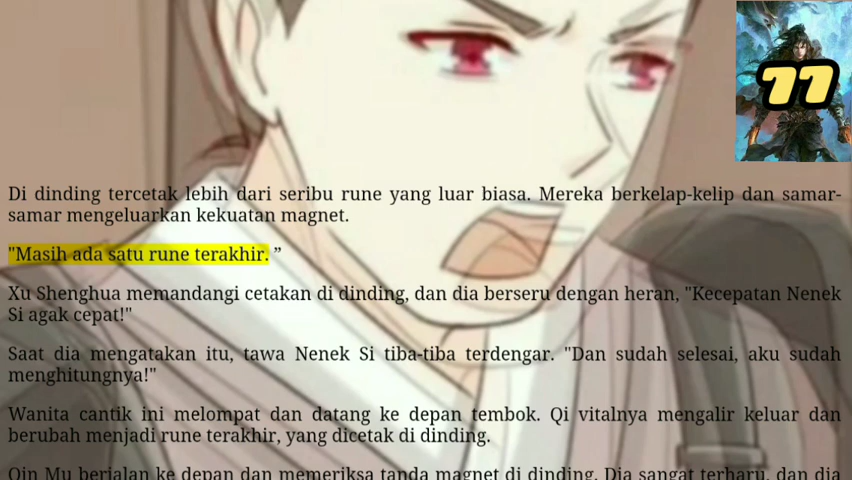 77
Di dinding tercetak lebih dari seribu rune yang luar biasa. Mereka berkelap-kelip dan samar-
samar mengeluarkan kekuatan magnet.
"Masih ada satu rune terakhir. ”
Xu Shenghua memandangi cetakan di dinding, dan dia berseru dengan heran, "Kecepatan Nenek
Si agak cepat!"
Saat dia mengatakan itu, tawa Nenek Si tiba-tiba terdengar. "Dan sudah selesai, aku sudah
menghitungnya!"
Wanita cantik ini melompat dan datang ke depan tembok. Qi vitalnya mengalir keluar dan
berubah menjadi rune terakhir, yang dicetak di dinding.
Qin Mu berjalan ke depan dan memeriksa tanda magnet di dinding. Dia sangat terharu, dan dia